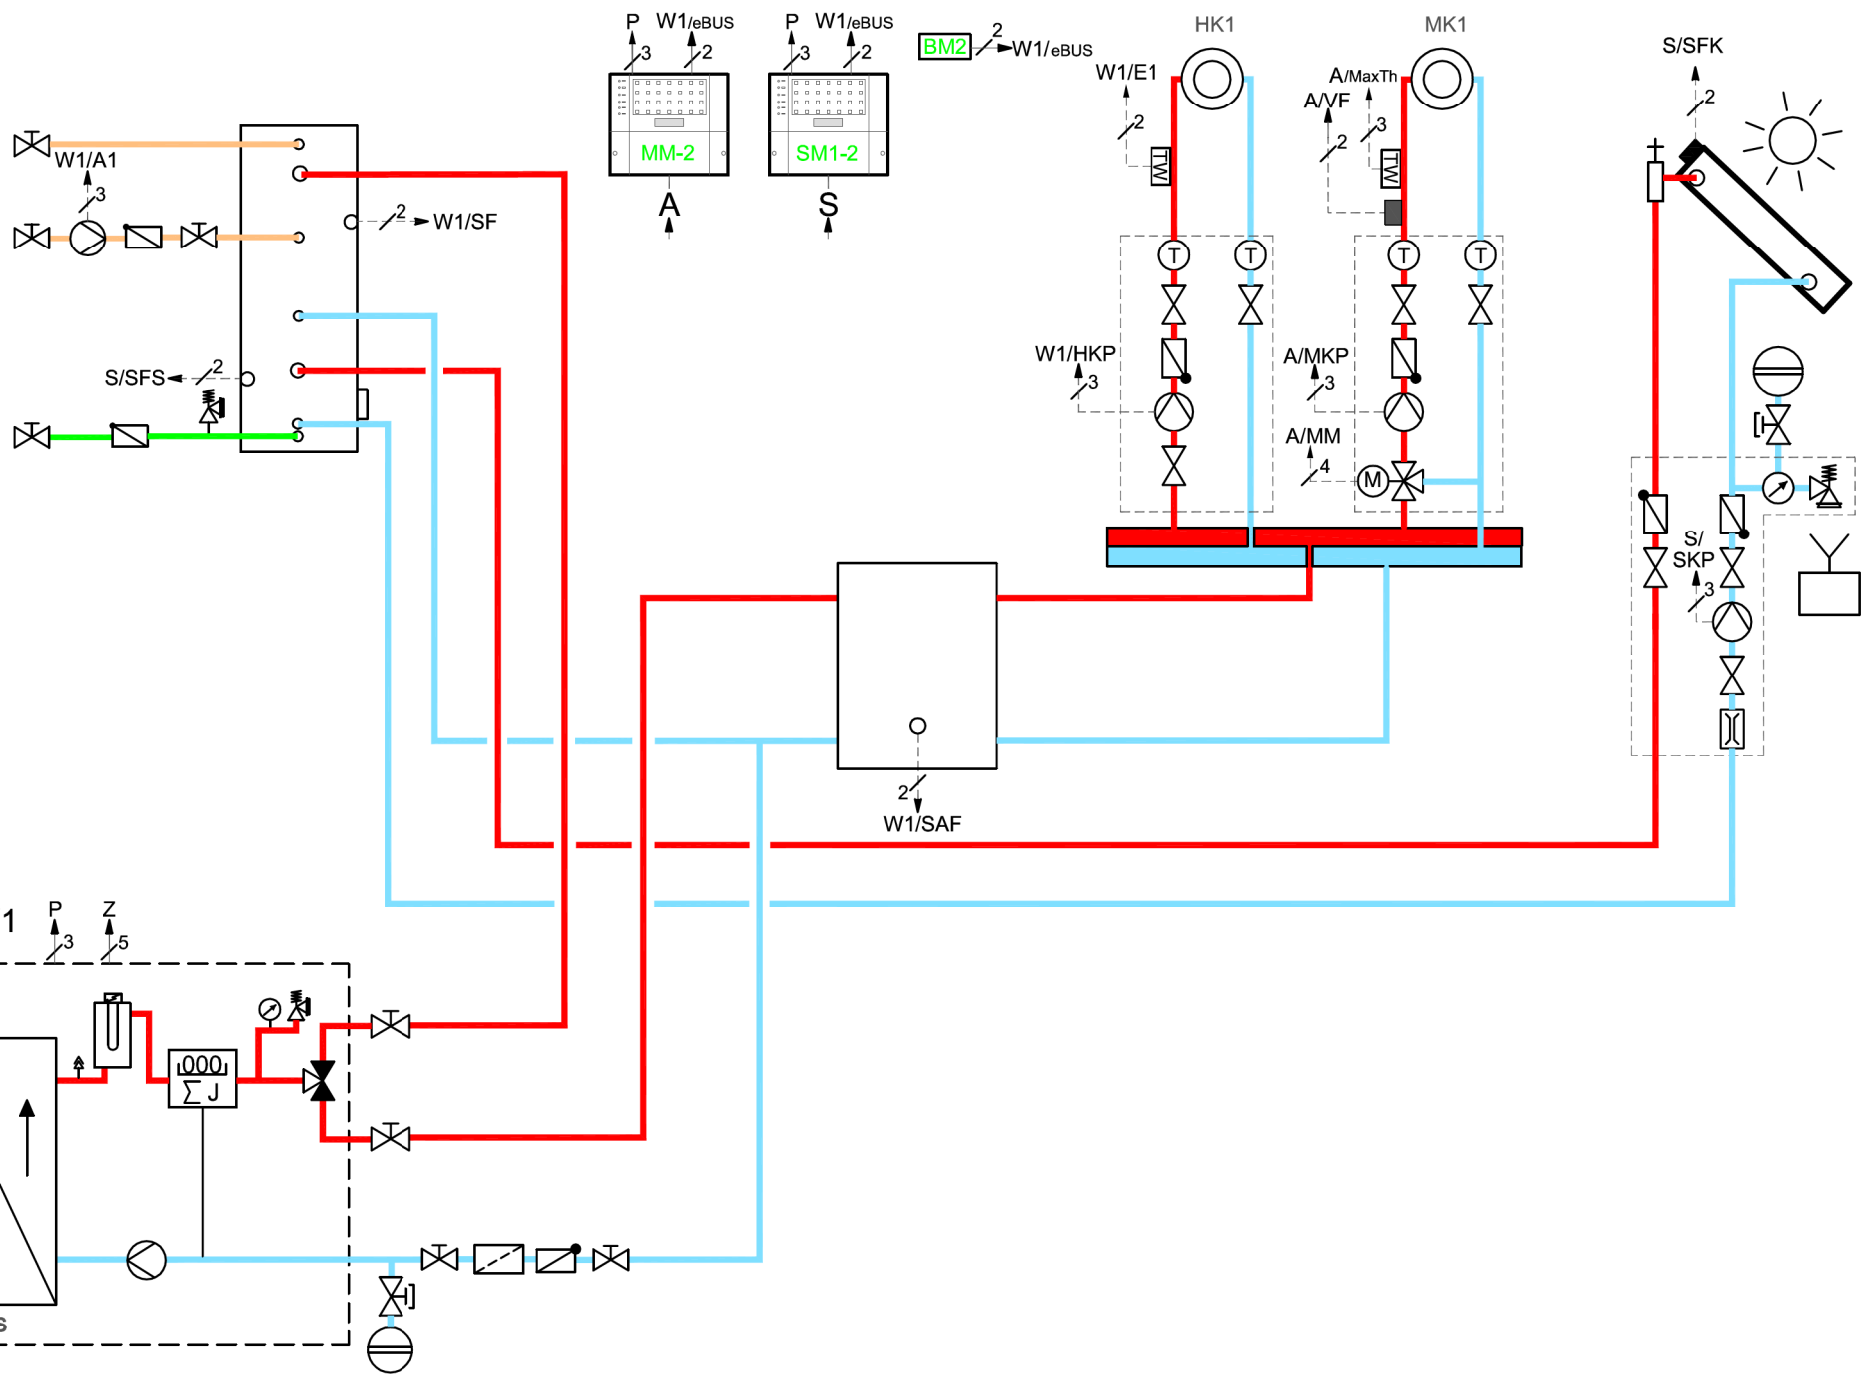 P
W1/eBUS
3
2
MM-2
A
P
W1/eBUS
3
2
SM1-2
S
BM2
2
W1/eBUS
HK1
MK1
W1/E1
2
TW
A/MaxTh
A/VF
3
2
TW
S/SFK
2
W1/A1
3
2
W1/SF
S/SFS
2
T
T
T
T
W1/HKP
3
A/MKP
3
A/MM
4
M
S/
SKP
3
2
W1/SAF
1
P
3
Z
5
000
∑ J
s